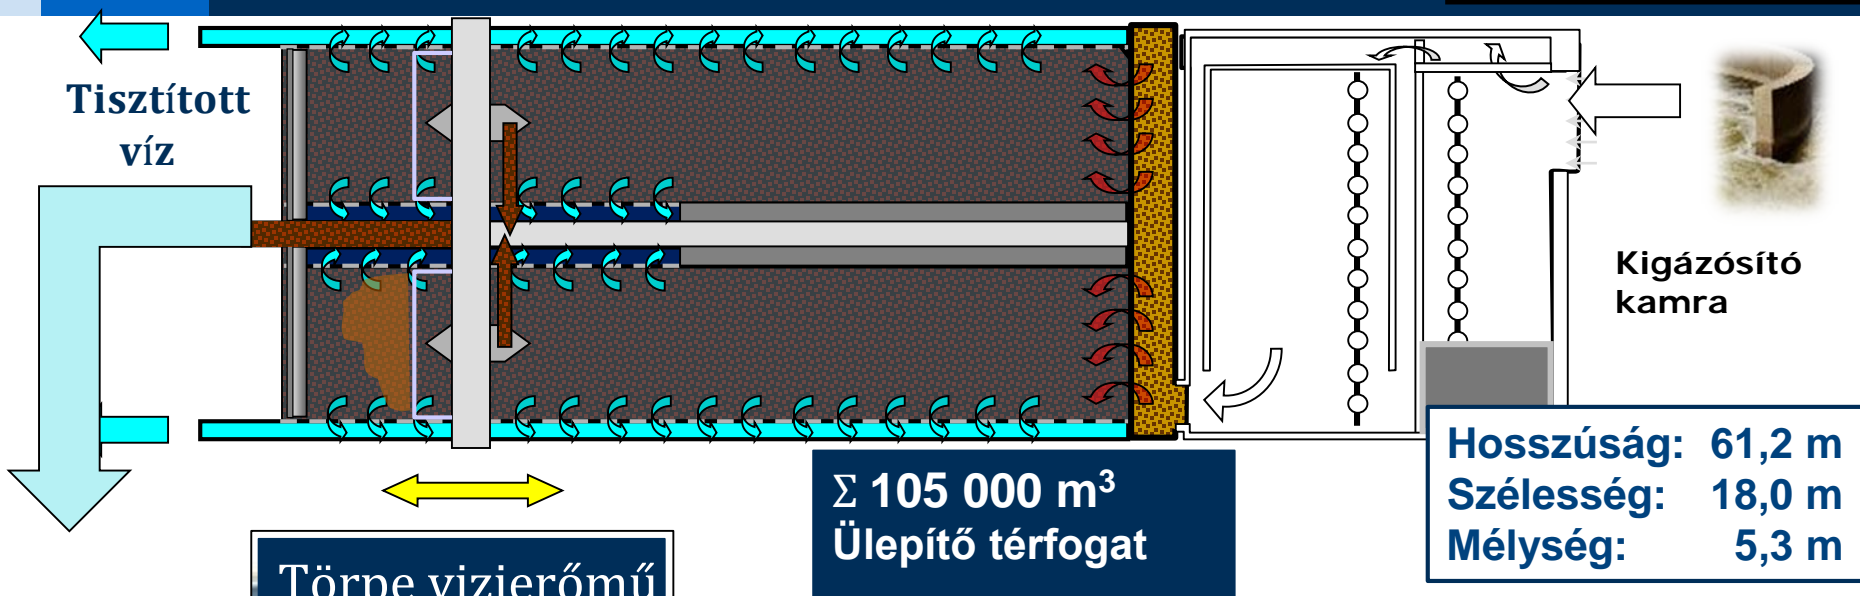 Tisztított
víz
Kigázósító
kamra
Hosszúság: 61,2 m
Szélesség: 18,0 m
Mélység: 5,3 m
Σ 105 000 m³
Ülepítő térfogat
Törpe vizierőmű